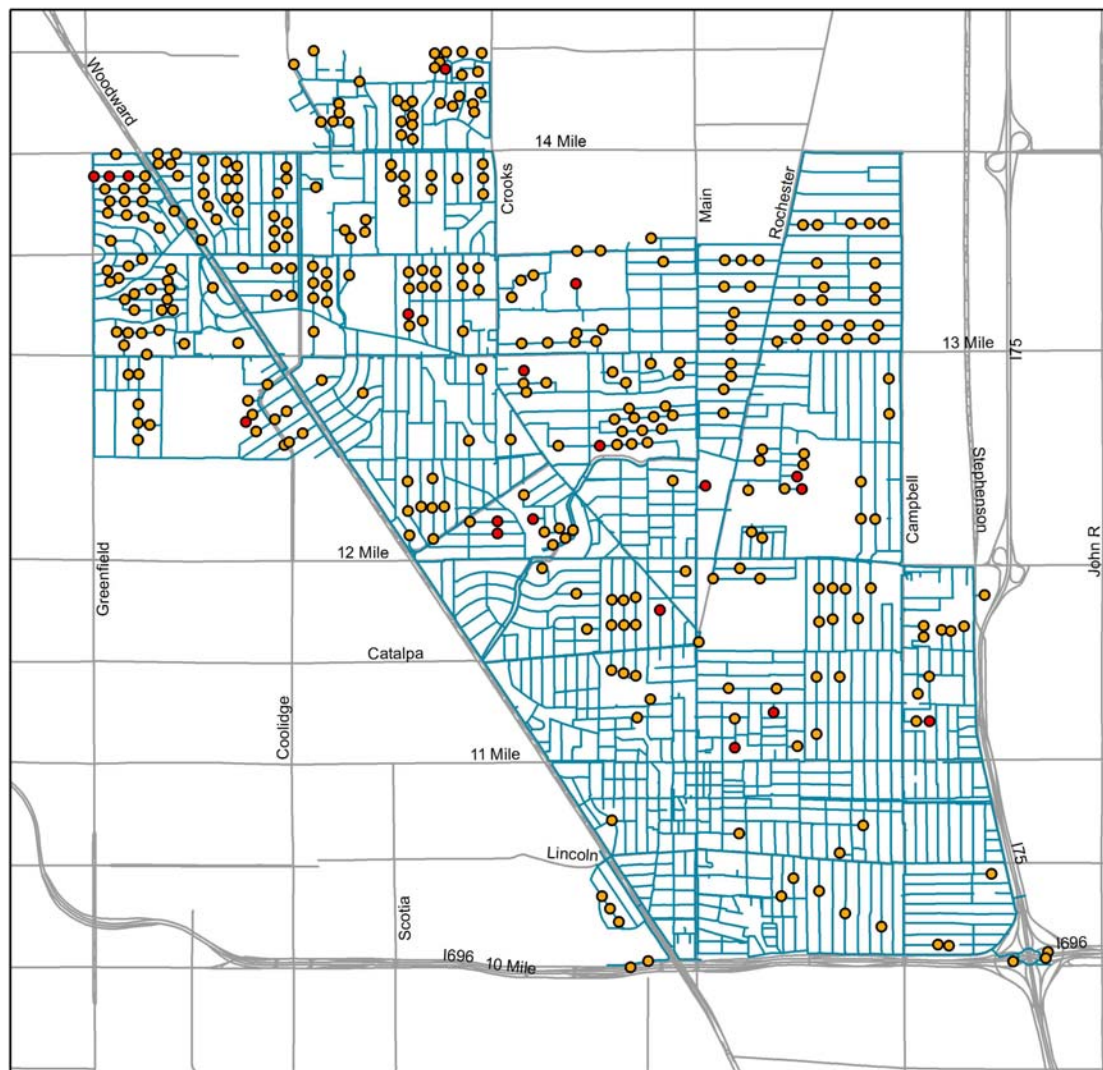 Woodward
14 Mile
Crooks
Main
Rochester
13 Mile
I75
Stephenson
Campbell
12 Mile
Greenfield
John R
Catalpa
Coolidge
11 Mile
Lincoln
I75
Scotia
I696
10 Mile
I696